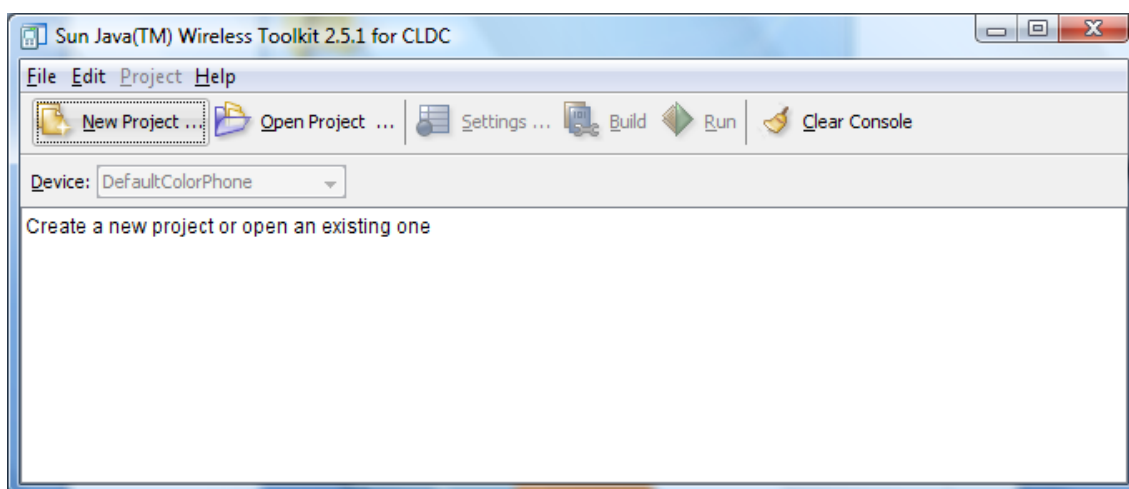 Sun Java(TM) Wireless Toolkit 2.5.1 for CLDC
File Edit Project Help
New Project ... Open Project ... Settings ... Build Run Clear Console
Device: DefaultColorPhone
Create a new project or open an existing one